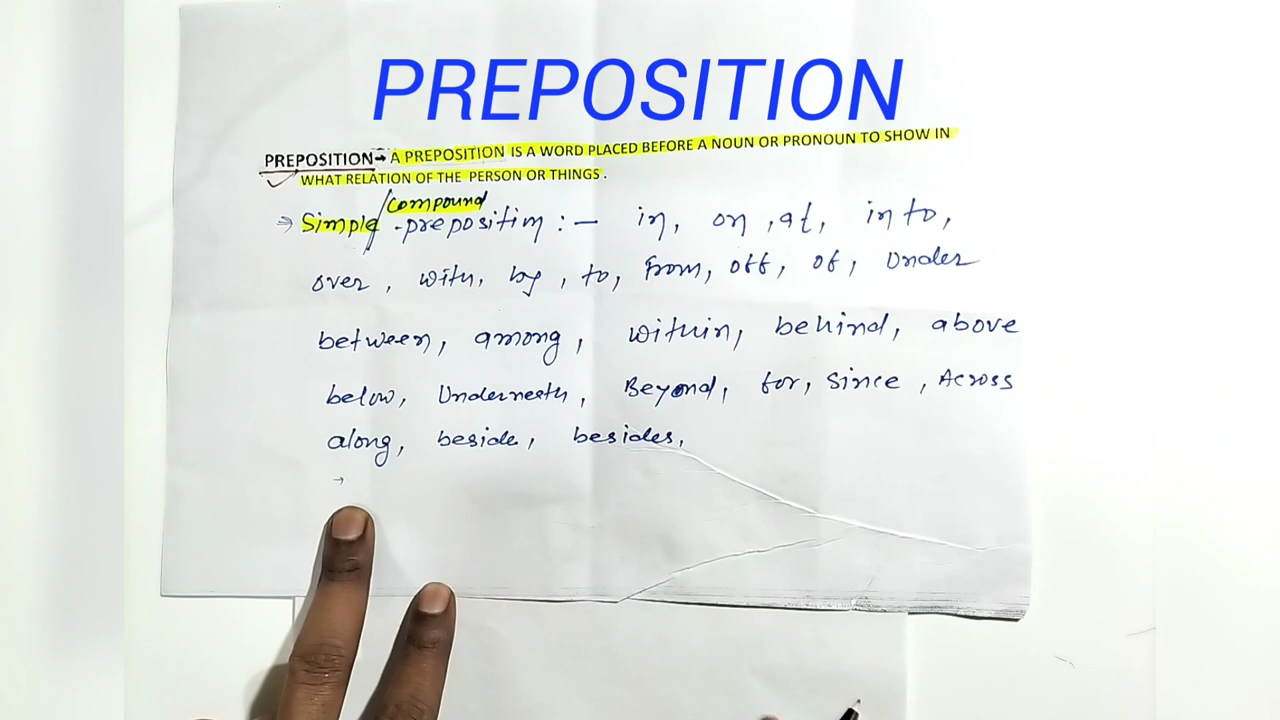 PREPOSITION
PREPOSITION→ A PREPOSITION IS A WORD PLACED BEFORE A NOUN OR PRONOUN TO SHOW IN
WHAT RELATION OF THE PERSON OR THINGS .
⇒ Simple/compound -preposition :- in, on , at, into,
over , with, by , to, from, off, of, Under
between, among, within, behind, above
below, Underneath, Beyond, for, since , Across
along, beside, besides,
→